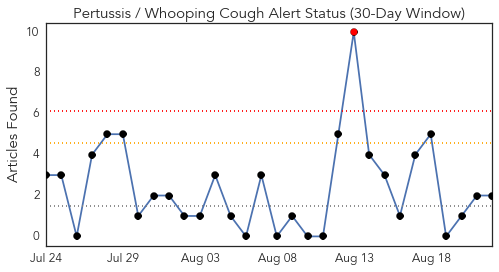 Pertussis / Whooping Cough Alert Status (30-Day Window)
Articles Found
10
8
6
4
2
0
Jul 24 Jul 29 Aug 03 Aug 08 Aug 13 Aug 18